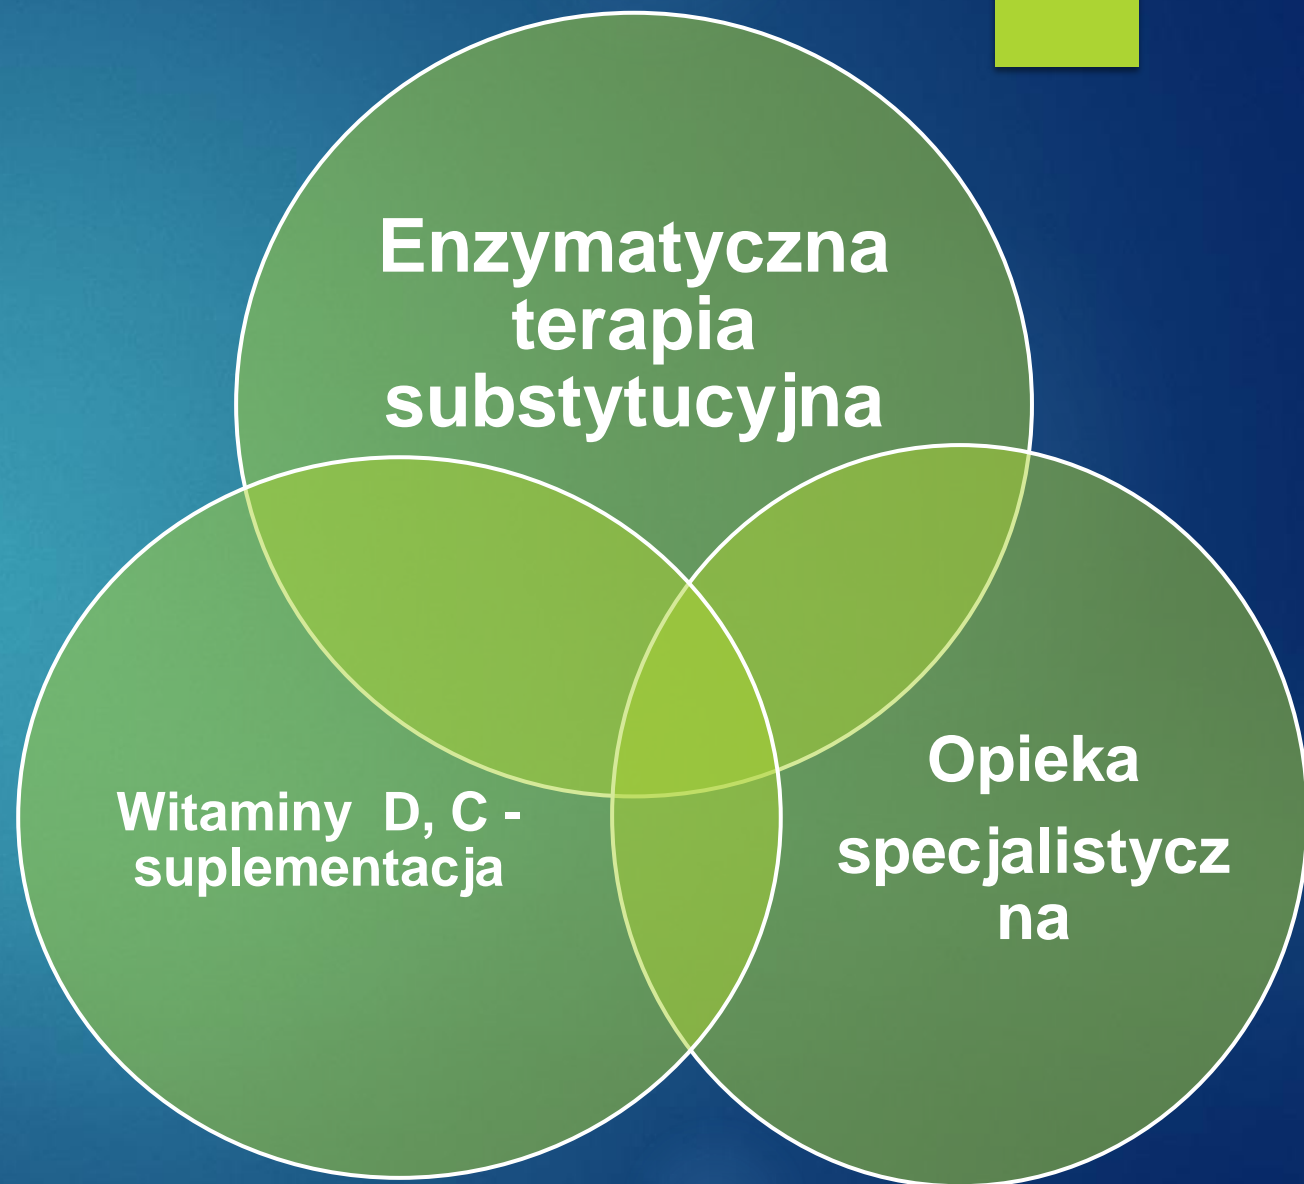 Enzymatyczna
terapia
substytucyjna
Witaminy  D, C -
suplementacja
Opieka
specjalistycz
na